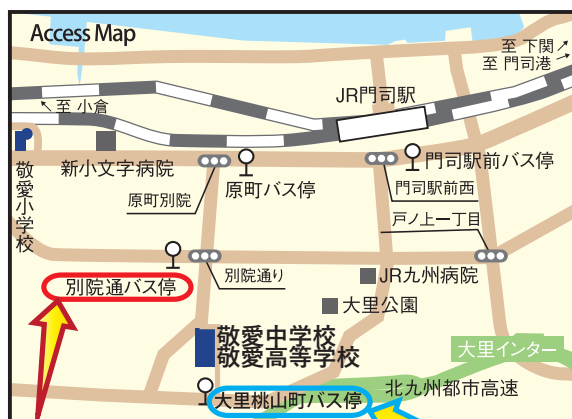 Access Map
至 下関
至 門司港
JR門司駅
至 小倉
敬愛小学校
新小文字病院
原町別院
原町バス停
門司駅前バス停
門司駅前西
戸ノ上一丁目
別院通バス停
別院通り
JR九州病院
大里公園
敬愛中学校
敬愛高等学校
大里インター
北九州都市高速
大里桃山町バス停